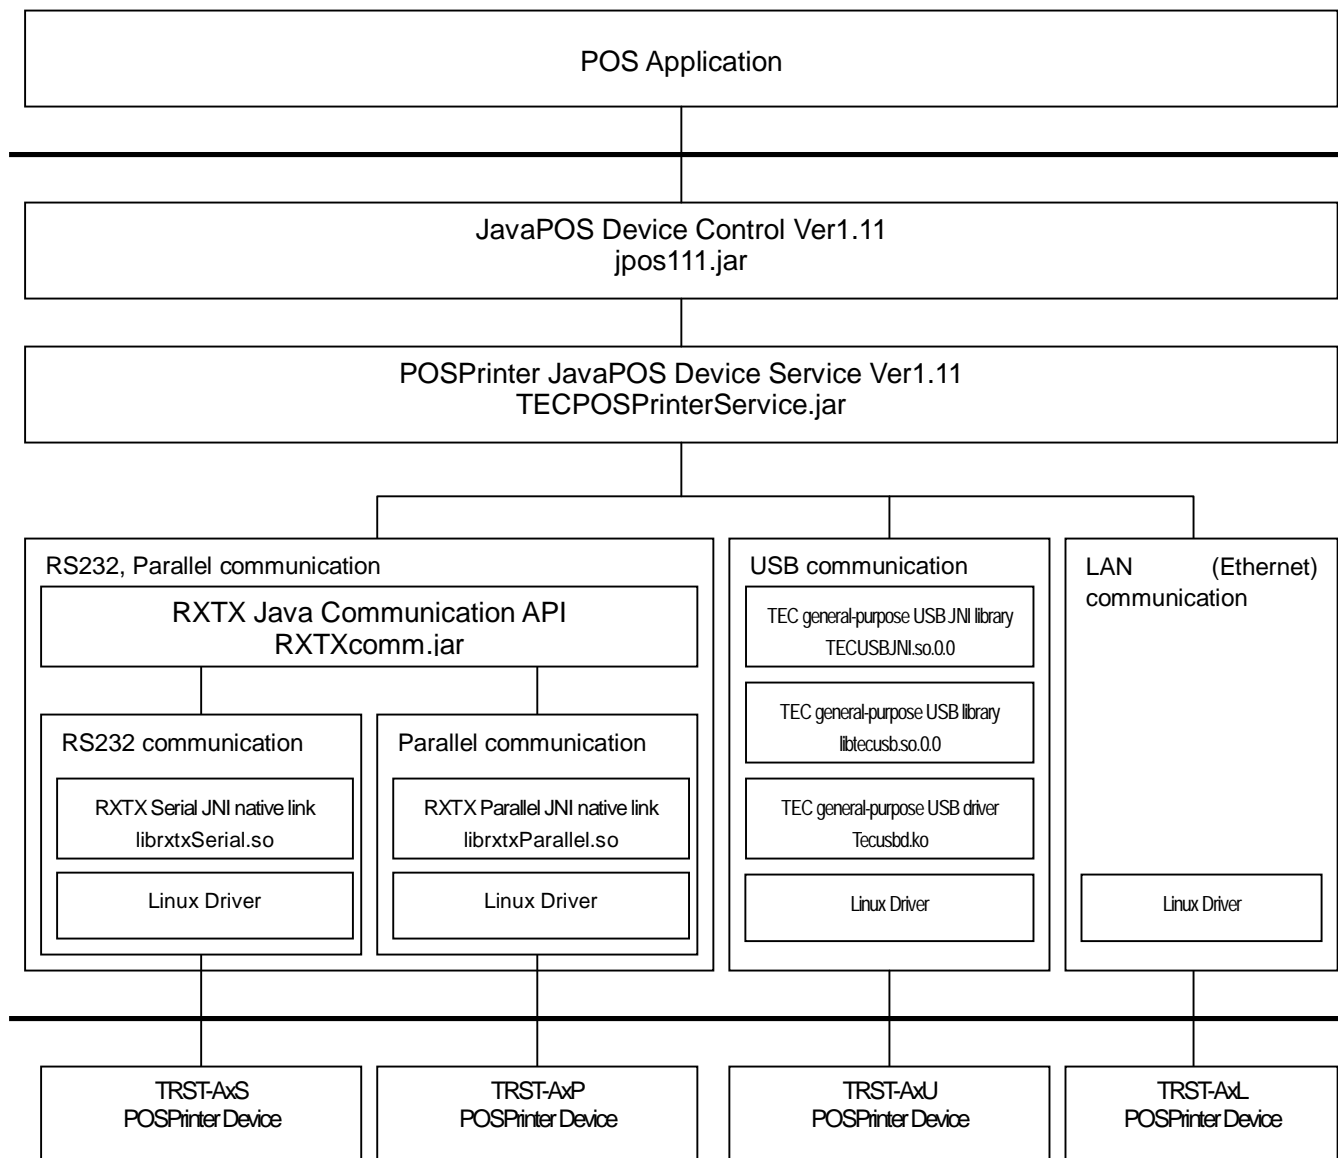 POS Application
JavaPOS Device Control Ver1.11
jpos111.jar
POSPrinter JavaPOS Device Service Ver1.11
TECPOSPrinterService.jar
RS232, Parallel communication
RXTX Java Communication API
RXTXcomm.jar
RS232 communication
RXTX Serial JNI native link
librxtxSerial.so
Linux Driver
Parallel communication
RXTX Parallel JNI native link
librxtxParallel.so
Linux Driver
USB communication
TEC general-purpose USB JNI library
TECUSBJNI.so.0.0
TEC general-purpose USB library
libtecusb.so.0.0
TEC general-purpose USB driver
Tecusbd.ko
Linux Driver
LAN (Ethernet)
communication
Linux Driver
TRST-AxS
POSPrinter Device
TRST-AxP
POSPrinter Device
TRST-AxU
POSPrinter Device
TRST-AxL
POSPrinter Device